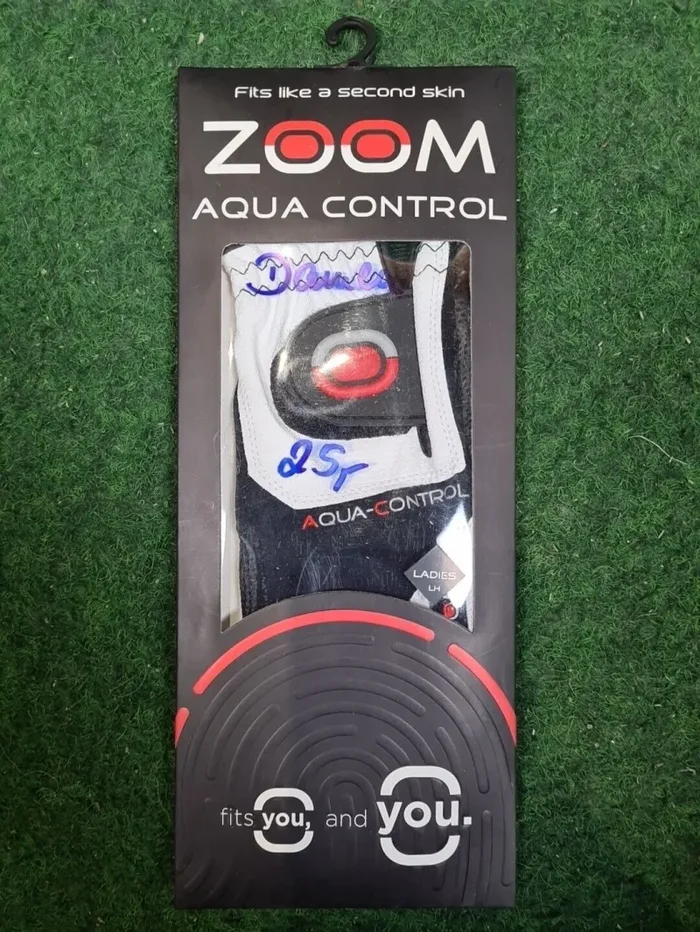 Fits like a second skin
ZOOM
AQUA CONTROL
AQUA-CONTROL
LADIES
LH
fits you, and you.